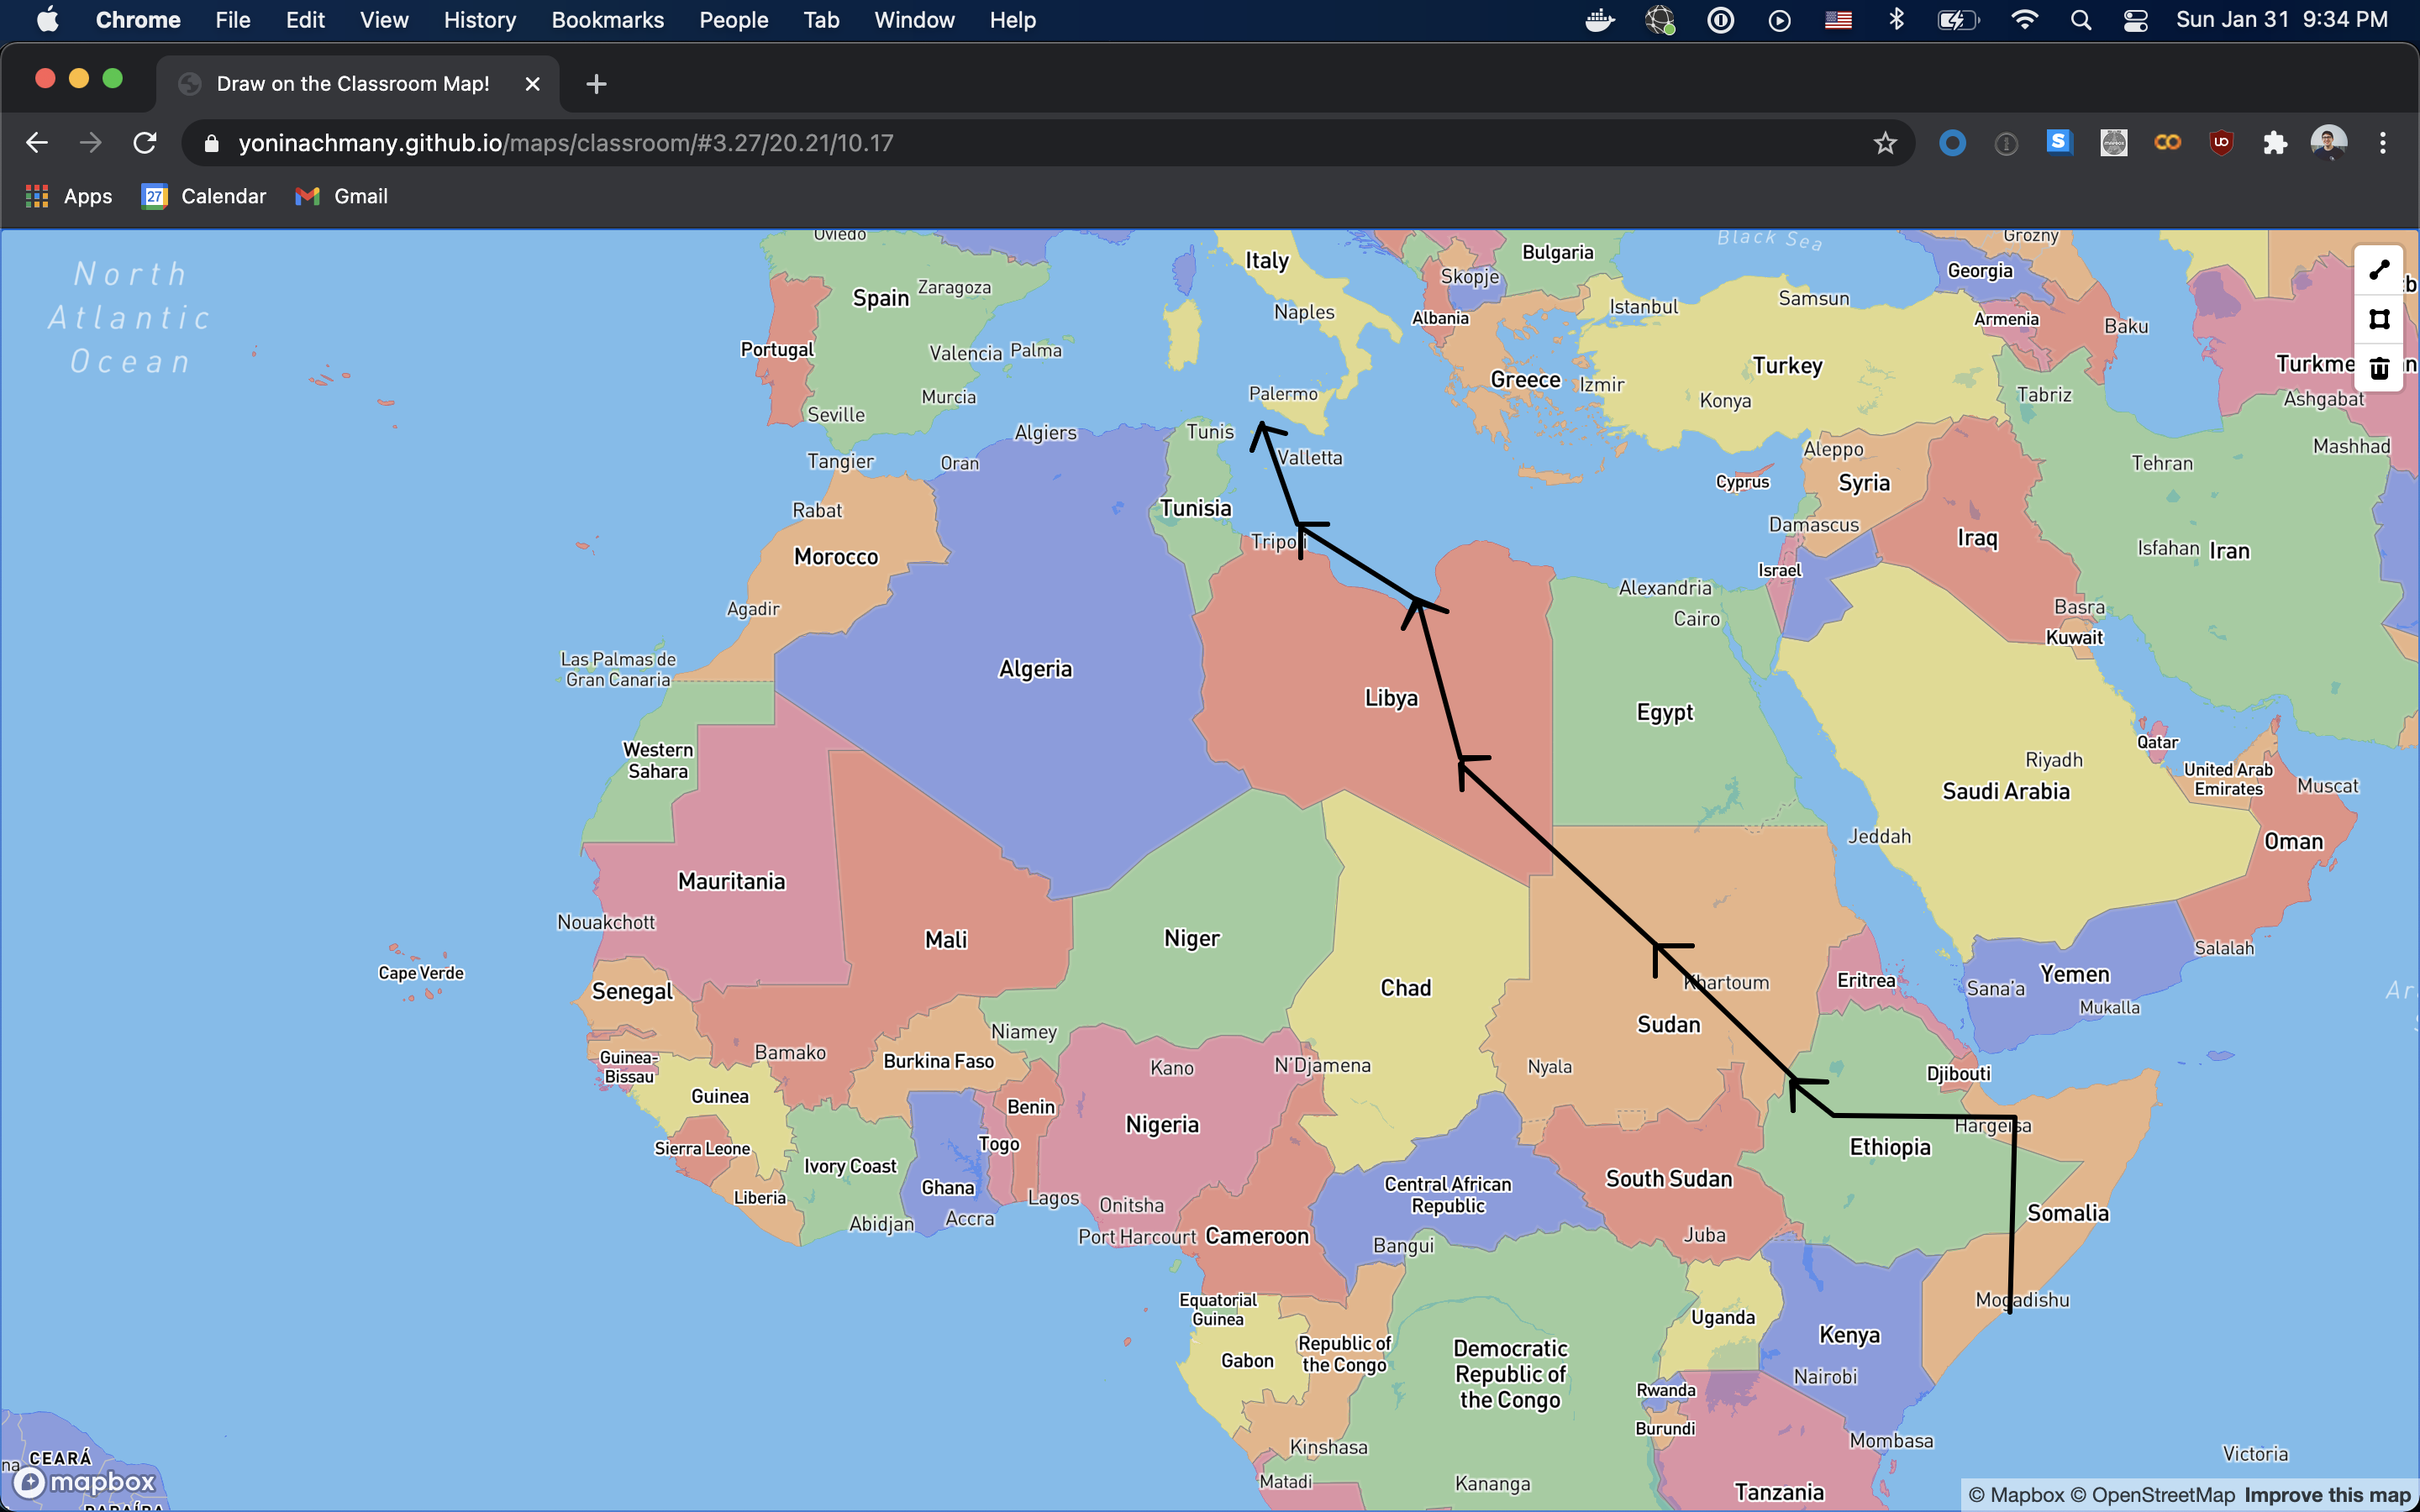 Chrome File Edit View History Bookmarks People Tab Window Help Sun Jan 31 9:34 PM
Draw on the Classroom Map!
yoninachmany.github.io/maps/classroom/#3.27/20.21/10.17
Apps 27 Calendar Gmail
North
Atlantic
Ocean
Oviedo
Zaragoza
Spain
Portugal
Valencia
Palma
Murcia
Seville
Italy
Naples
Palermo
Valletta
Skopje
Albania
Bulgaria
Black Sea
Greece
Istanbul
Izmir
Samsun
Turkey
Konya
Grozny
Georgia
Armenia
Baku
Turkme
Ashgabat
Mashhad
Tabriz
Tehran
Isfahan
Iran
Algiers
Tunis
Tangier
Oran
Rabat
Morocco
Agadir
Tunisia
Tripoli
Aleppo
Cyprus
Syria
Damascus
Israel
Iraq
Basra
Kuwait
Alexandria
Cairo
Las Palmas de
Gran Canaria
Algeria
Libya
Egypt
Western
Sahara
Qatar
Riyadh
Saudi Arabia
United Arab
Emirates
Muscat
Oman
Jeddah
Salalah
Mauritania
Nouakchott
Mali
Niger
Chad
Khartoum
Sudan
Nyala
Eritrea
Sana'a
Yemen
Mukalla
Cape Verde
Senegal
Guinea-
Bissau
Bamako
Burkina Faso
Niamey
Kano
N'Djamena
Guinea
Benin
Nigeria
Togo
Sierra Leone
Ivory Coast
Ghana
Liberia
Abidjan
Accra
Lagos
Onitsha
Port Harcourt
Cameroon
Central African
Republic
Bangui
South Sudan
Juba
Djibouti
Hargeisa
Ethiopia
Somalia
Mogadishu
Equatorial
Guinea
Gabon
Republic of
the Congo
Democratic
Republic of
the Congo
Uganda
Kenya
Nairobi
Rwanda
Burundi
Kinshasa
Matadi
Kananga
Mombasa
Tanzania
Victoria
CEARÁ
PARAÍBA
mapbox
© Mapbox © OpenStreetMap Improve this map